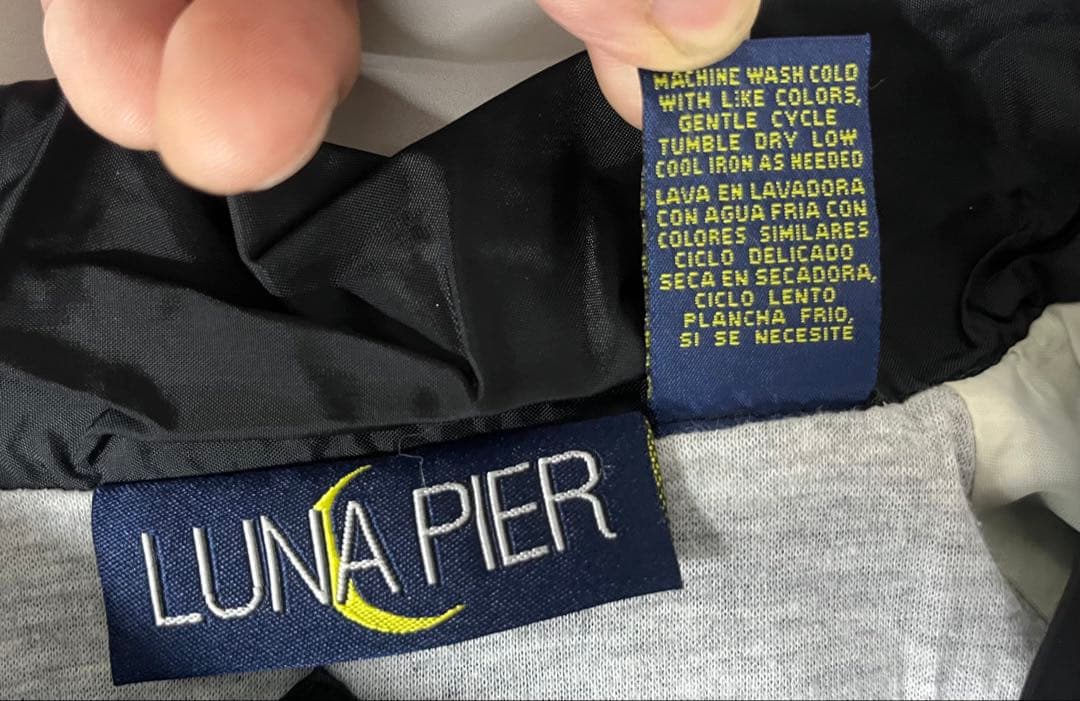 MACHINE WASH COLD
WITH LIKE COLORS,
GENTLE CYCLE
TUMBLE DRY LOW
COOL IRON AS NEEDED
LAVA EN LAVADORA
CON AGUA FRIA CON
COLORES SIMILARES
CICLO DELICADO
SECA EN SECADORA,
CICLO LENTO
PLANCHA FRIO,
SI SE NECESITE
LUNA PIER